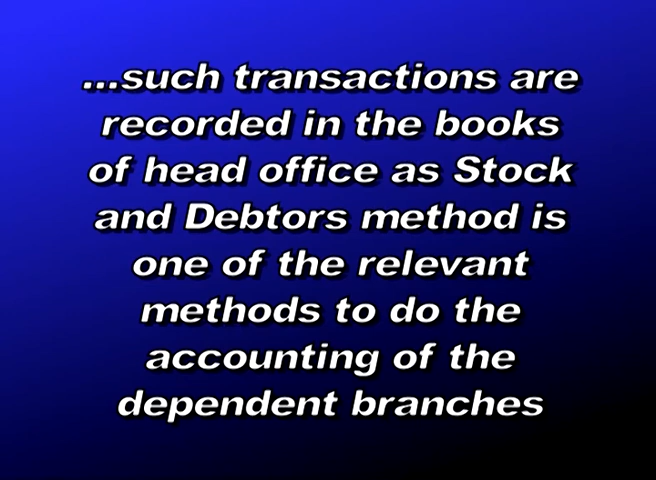 ...such transactions are
recorded in the books
of head office as Stock
and Debtors method is
one of the relevant
methods to do the
accounting of the
dependent branches